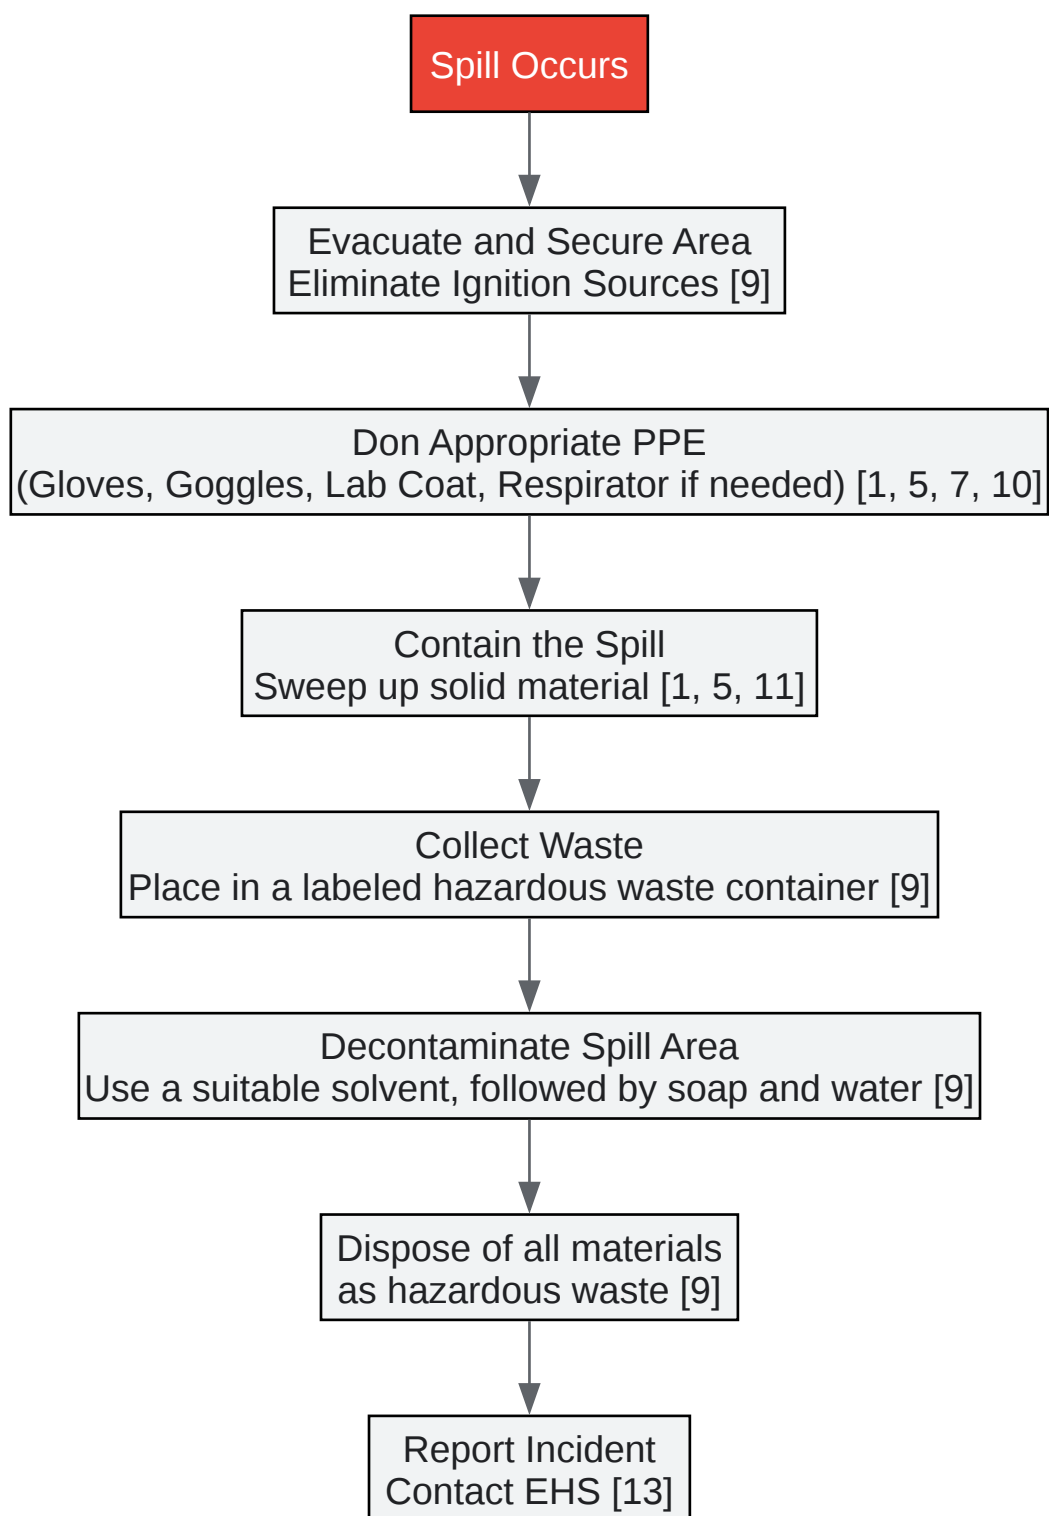 Spill Occurs
Evacuate and Secure Area
Eliminate Ignition Sources [9]
Don Appropriate PPE
(Gloves, Goggles, Lab Coat, Respirator if needed) [1, 5, 7, 10]
Contain the Spill
Sweep up solid material [1, 5, 11]
Collect Waste
Place in a labeled hazardous waste container [9]
Decontaminate Spill Area
Use a suitable solvent, followed by soap and water [9]
Dispose of all materials
as hazardous waste [9]
Report Incident
Contact EHS [13]